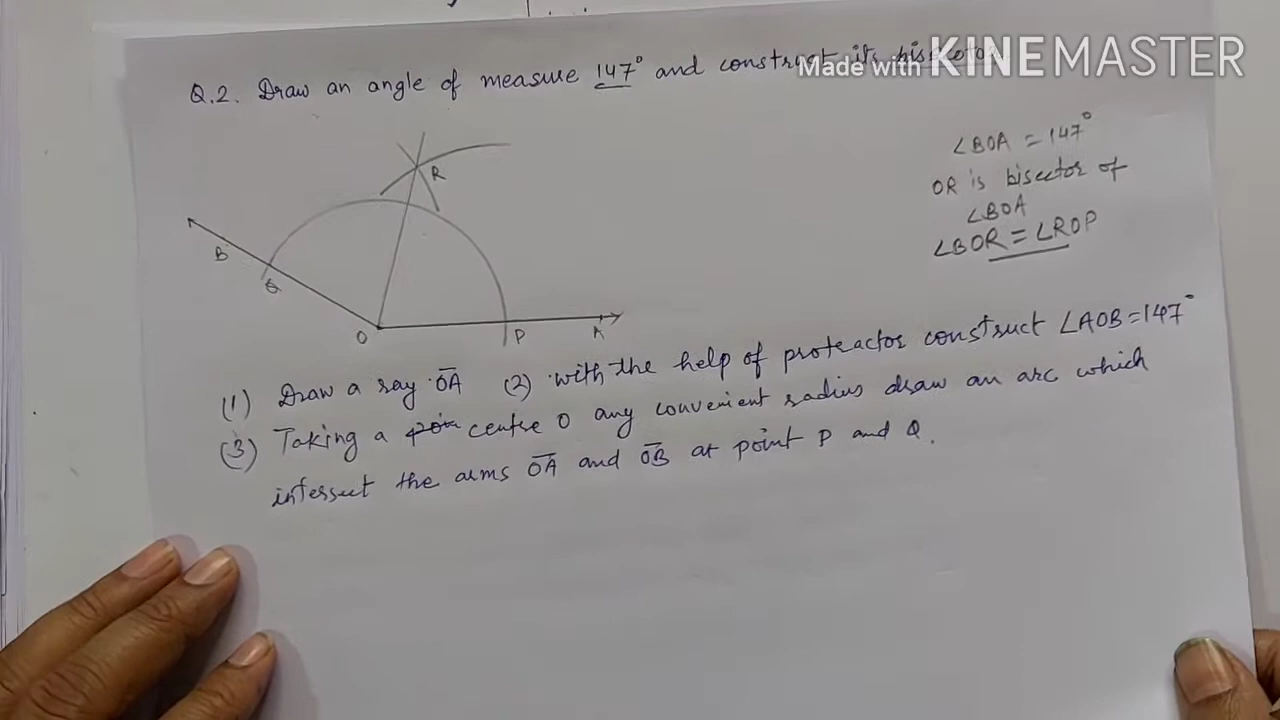 Made with KINEMASTER
Q.2. Draw an angle of measure 147° and construct its bisector
∠BOA = 147°
OR is bisector of
∠BOA
∠BOR = ∠ROP
R
B
Q
O
P
A
(1) Draw a ray OA (2) with the help of proteactor construct ∠AOB = 147°
(3) Taking a centre O any convenient radius draw an arc which
intersect the arms OA and OB at point P and Q.